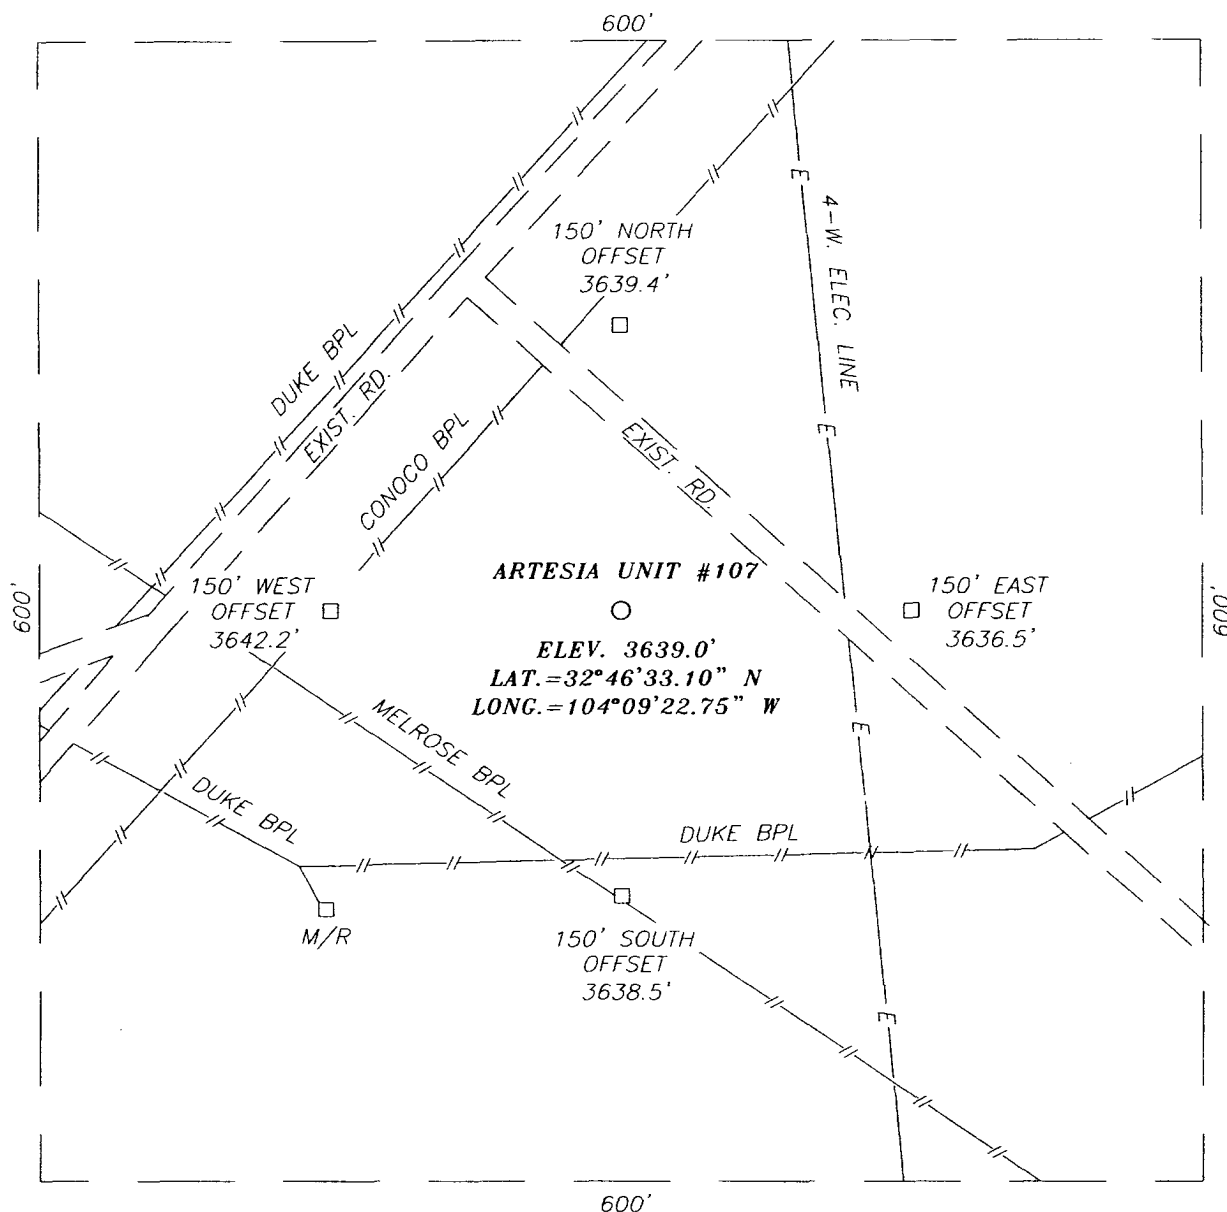 600'
150' NORTH
OFFSET
3639.4'
4-W. ELEC. LINE
DUKE BPL
EXIST. RD.
CONOCO BPL
EXIST. RD.
600'
150' WEST
OFFSET
3642.2'
ARTESIA UNIT #107
ELEV. 3639.0'
LAT.=32°46'33.10" N
LONG.=104°09'22.75" W
150' EAST
OFFSET
3636.5'
600'
MELROSE BPL
DUKE BPL
DUKE BPL
M/R
150' SOUTH
OFFSET
3638.5'
E
E
E
E
600'